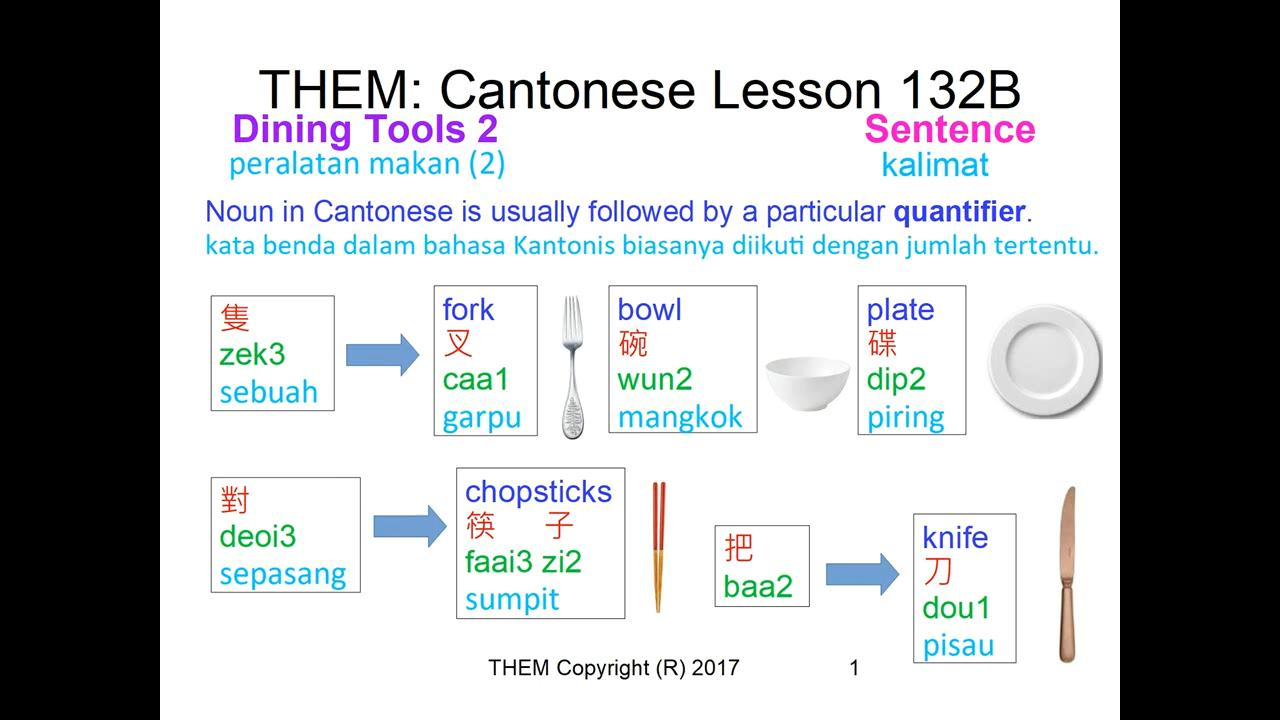 THEM: Cantonese Lesson 132B
Dining Tools 2
peralatan makan (2)
Sentence
kalimat
Noun in Cantonese is usually followed by a particular quantifier.
kata benda dalam bahasa Kantonis biasanya diikuti dengan jumlah tertentu.
隻
zek3
sebuah
fork
叉
caa1
garpu
bowl
碗
wun2
mangkok
plate
碟
dip2
piring
對
deoi3
sepasang
chopsticks
筷 子
faai3 zi2
sumpit
把
baa2
knife
刀
dou1
pisau
THEM Copyright (R) 2017
1